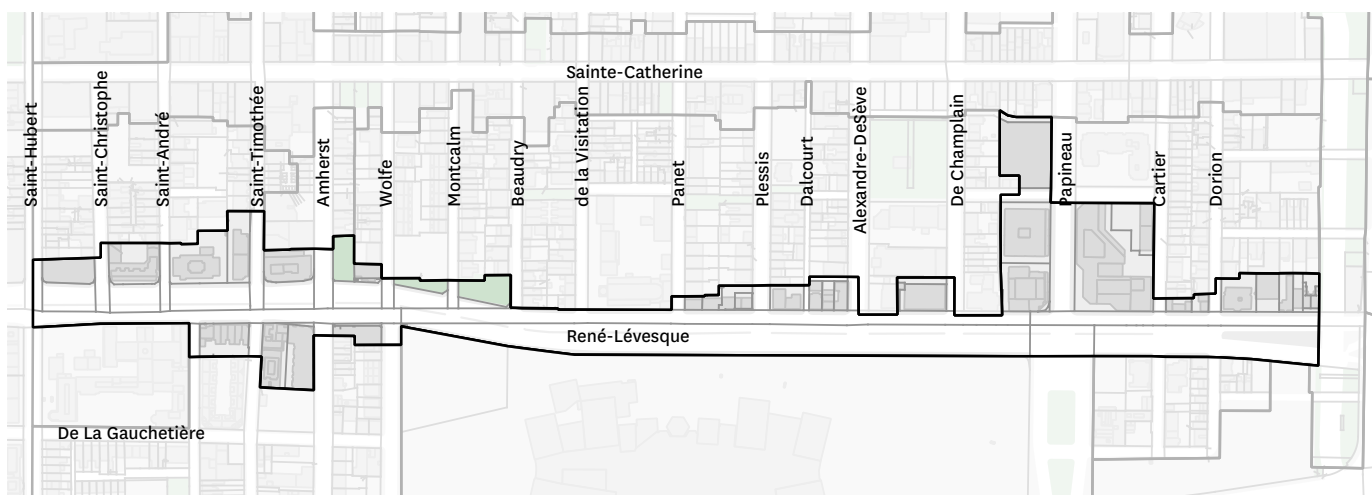 Sainte-Catherine
Saint-Hubert
Saint-Christophe
Saint-André
Saint-Timothée
Amherst
Wolfe
Montcalm
Beaudry
de la Visitation
Panet
Plessis
Dalcourt
Alexandre-DeSève
De Champlain
Papineau
Cartier
Dorion
René-Lévesque
De La Gauchetière